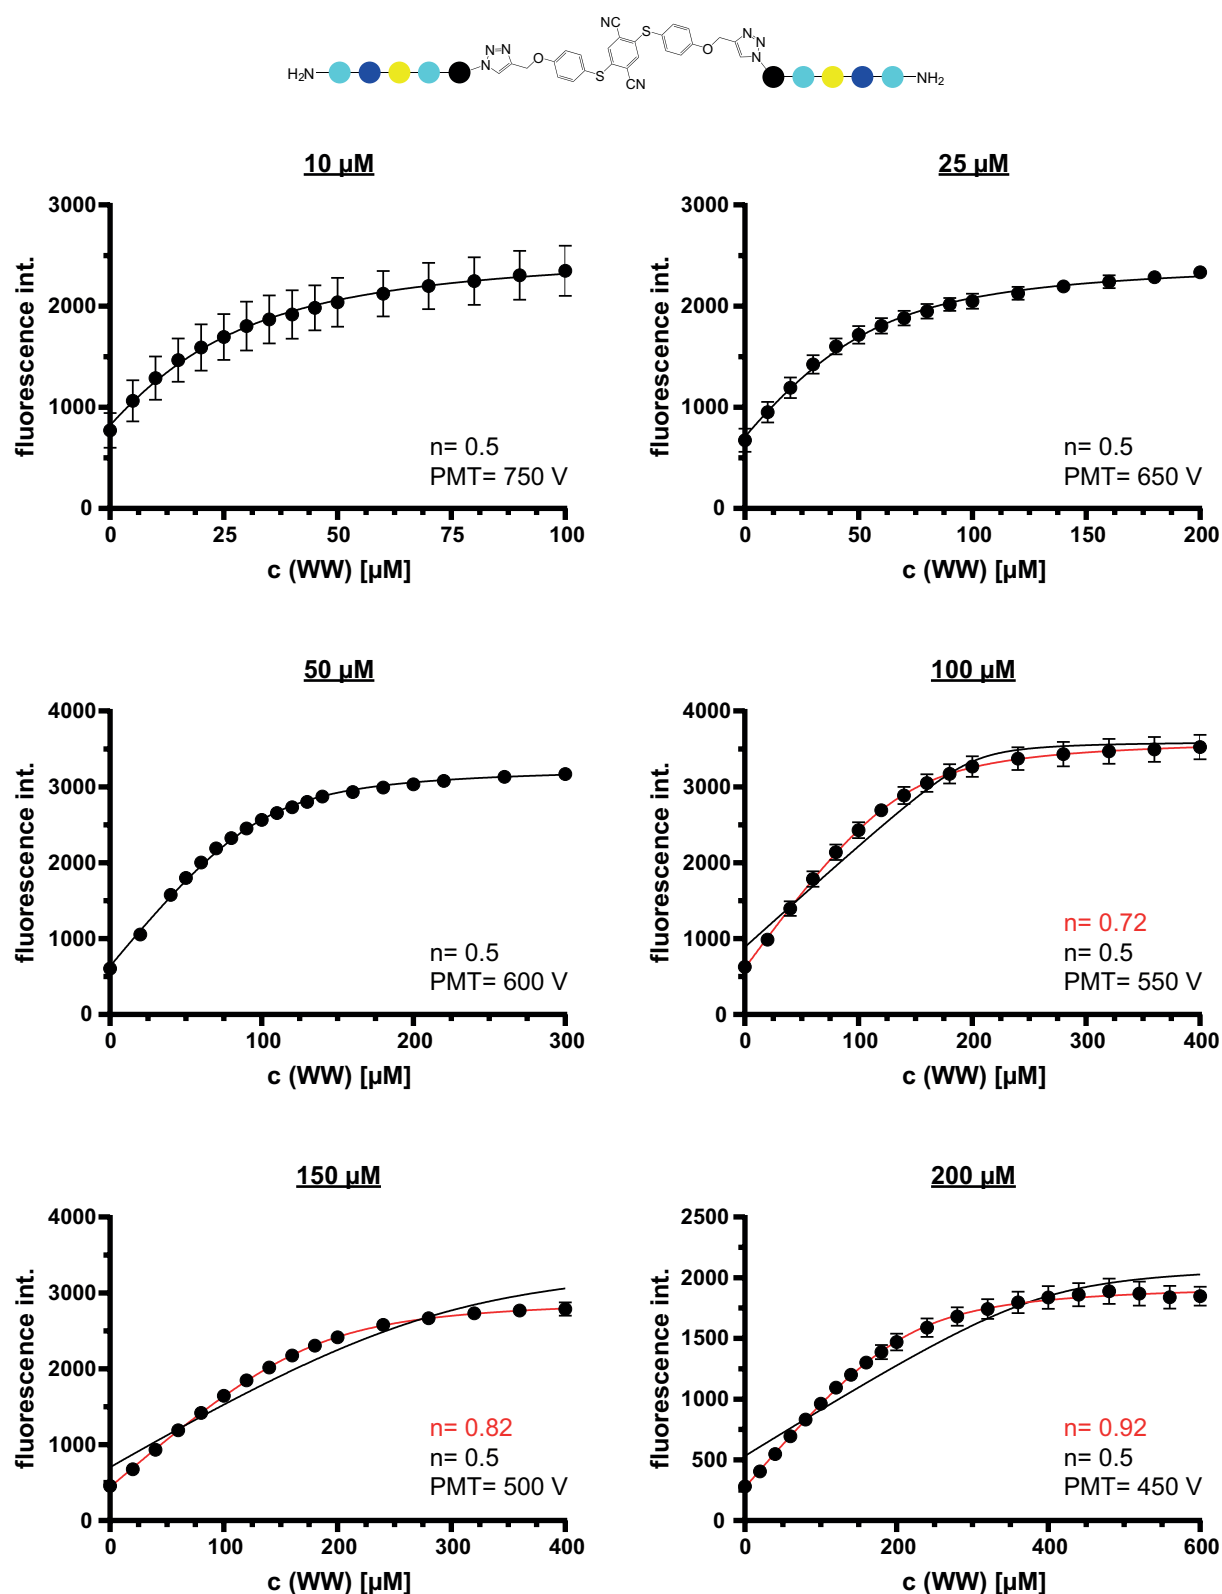 NC
S
O
N
N
N
H₂N
N
N
N
O
S
CN
N
N
N
NH₂
10 µM
3000
2000
1000
0
fluorescence int.
n= 0.5
PMT= 750 V
0 25 50 75 100
c (WW) [µM]
25 µM
3000
2000
1000
0
fluorescence int.
n= 0.5
PMT= 650 V
0 50 100 150 200
c (WW) [µM]
50 µM
4000
3000
2000
1000
0
fluorescence int.
n= 0.5
PMT= 600 V
0 100 200 300
c (WW) [µM]
100 µM
4000
3000
2000
1000
0
fluorescence int.
n= 0.72
n= 0.5
PMT= 550 V
0 100 200 300 400
c (WW) [µM]
150 µM
4000
3000
2000
1000
0
fluorescence int.
n= 0.82
n= 0.5
PMT= 500 V
0 100 200 300 400
c (WW) [µM]
200 µM
2500
2000
1500
1000
500
0
fluorescence int.
n= 0.92
n= 0.5
PMT= 450 V
0 200 400 600
c (WW) [µM]